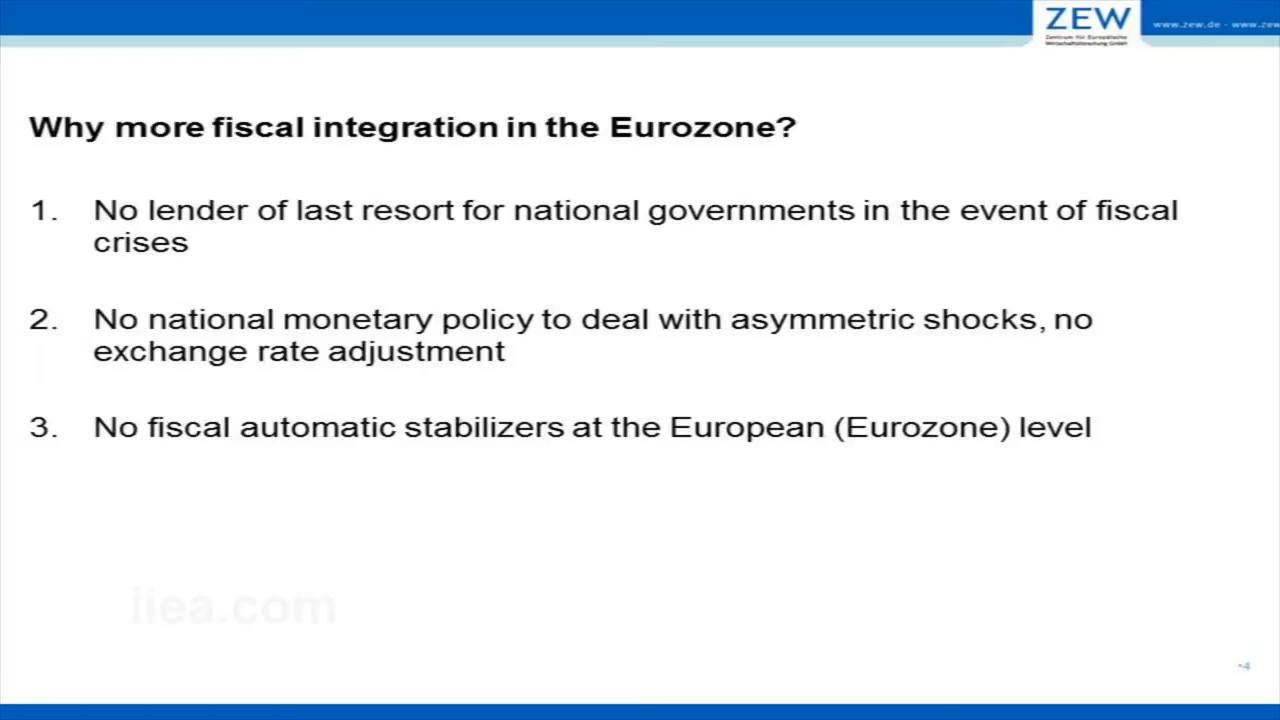 ZEW
Zentrum für Europäische
Wirtschaftsforschung GmbH
www.zew.de - www.zew
Why more fiscal integration in the Eurozone?
1. No lender of last resort for national governments in the event of fiscal
crises
2. No national monetary policy to deal with asymmetric shocks, no
exchange rate adjustment
3. No fiscal automatic stabilizers at the European (Eurozone) level
iiea.com
•4